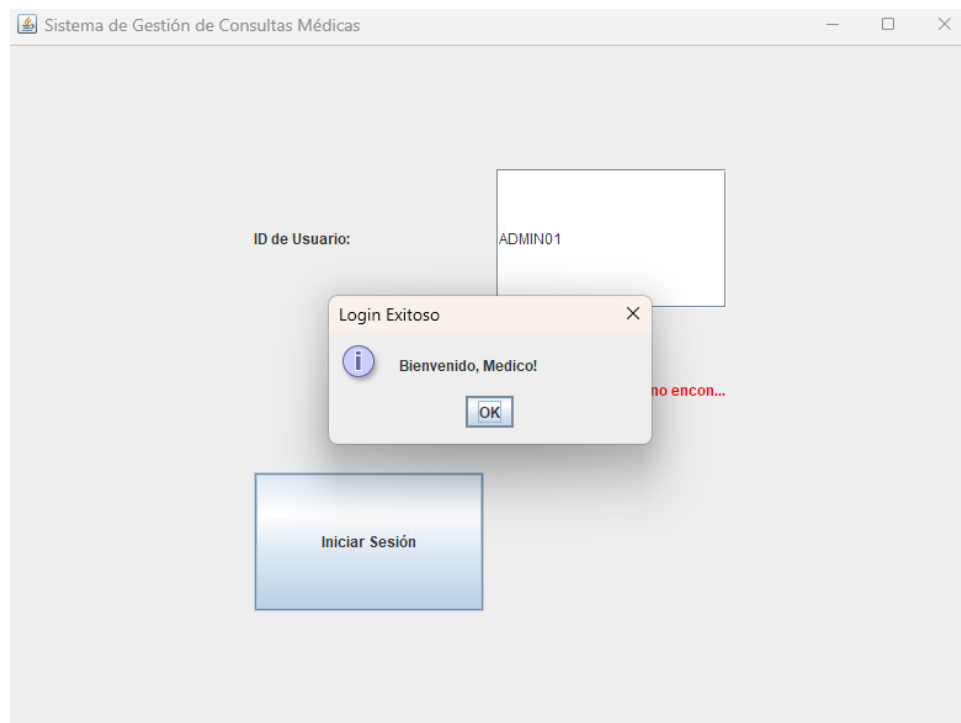 Sistema de Gestión de Consultas Médicas
ID de Usuario:
ADMIN01
Login Exitoso
Bienvenido, Medico!
no encon...
OK
Iniciar Sesión